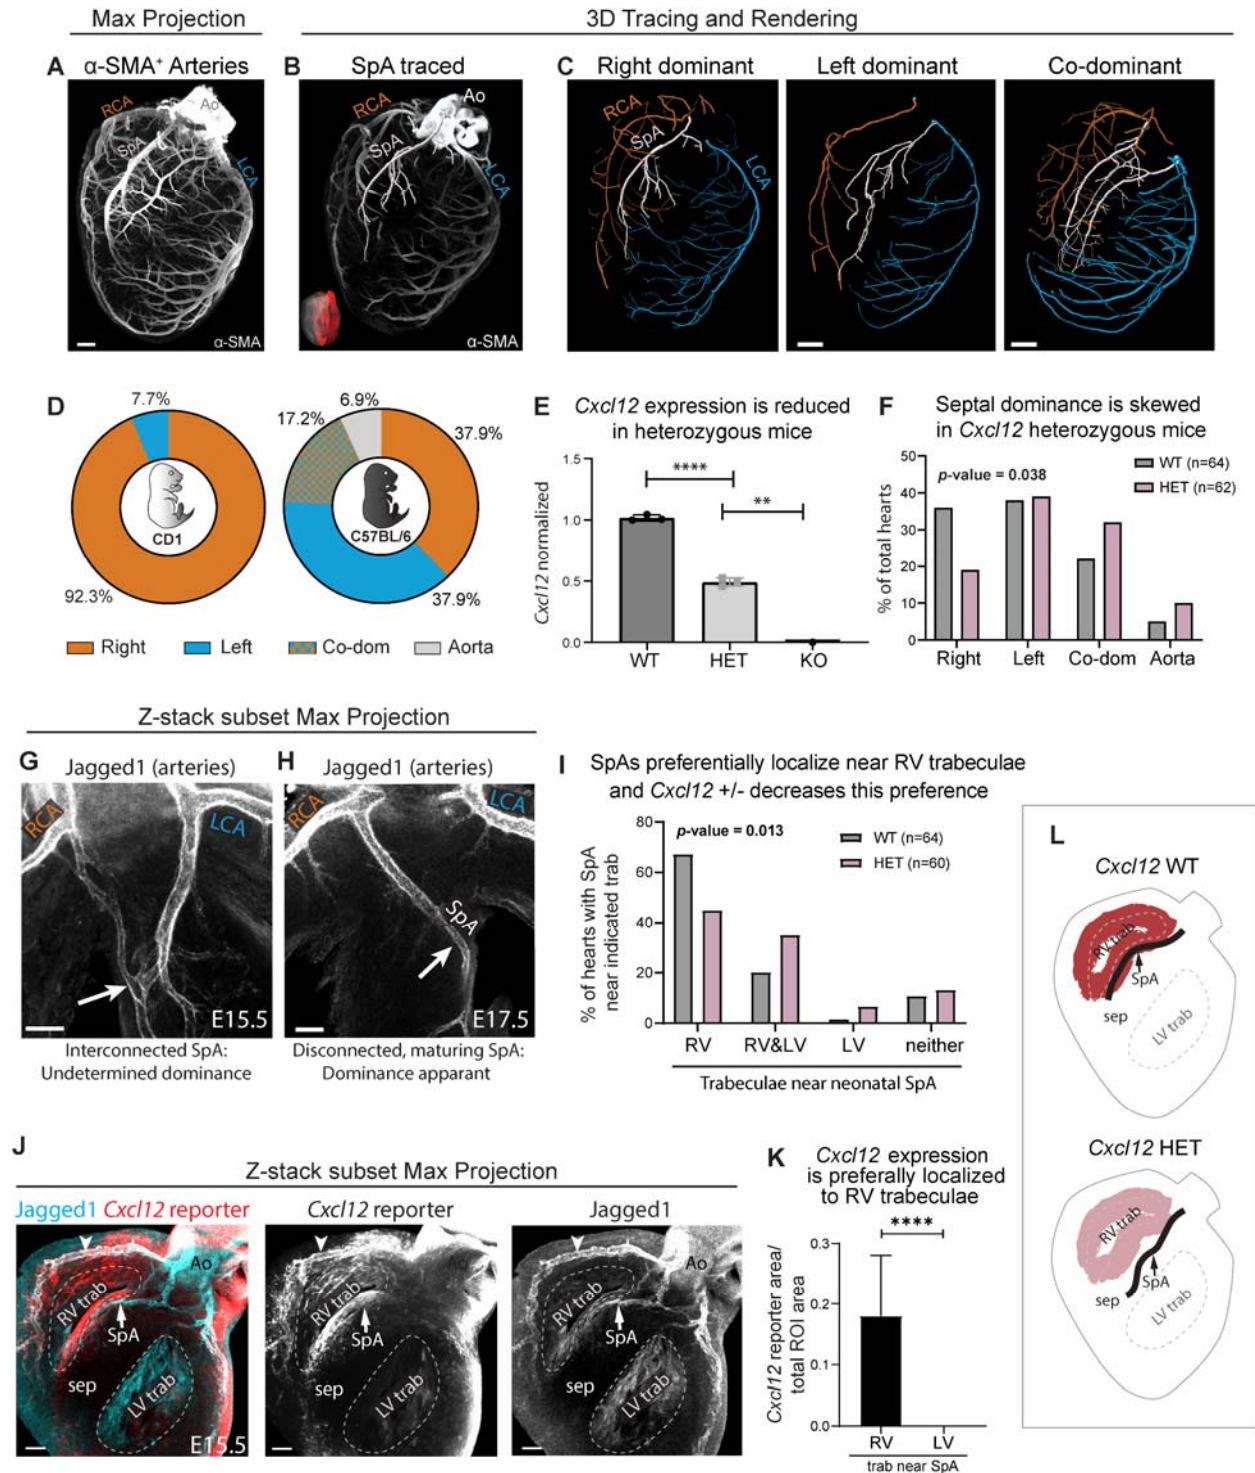 Max Projection
3D Tracing and Rendering
A
α-SMA⁺ Arteries
B
SpA traced
C
Right dominant
Left dominant
Co-dominant
RCA
Ao
SpA
LCA
RCA
Ao
SpA
LCA
RCA
SpA
LCA
α-SMA
α-SMA
D
7.7%
92.3%
CD1
17.2%
6.9%
37.9%
37.9%
C57BL/6
Right
Left
Co-dom
Aorta
E
Cxcl12 expression is reduced
in heterozygous mice
Cxcl12 normalized
1.5
1.0
0.5
0.0
****
**
WT
HET
KO
F
Septal dominance is skewed
in Cxcl12 heterozygous mice
p-value = 0.038
WT (n=64)
HET (n=62)
% of total hearts
50
40
30
20
10
0
Right
Left
Co-dom
Aorta
Z-stack subset Max Projection
G
Jagged1 (arteries)
RCA
LCA
E15.5
Interconnected SpA:
Undetermined dominance
H
Jagged1 (arteries)
RCA
LCA
SpA
E17.5
Disconnected, maturing SpA:
Dominance apparant
I
SpAs preferentially localize near RV trabeculae
and Cxcl12 +/- decreases this preference
p-value = 0.013
WT (n=64)
HET (n=60)
% of hearts with SpA
near indicated trab
80
60
40
20
0
RV
RV&LV
LV
neither
Trabeculae near neonatal SpA
J
Z-stack subset Max Projection
Jagged1 Cxcl12 reporter
Cxcl12 reporter
Jagged1
Ao
RV trab
SpA
sep
LV trab
E15.5
Ao
RV trab
SpA
sep
LV trab
Ao
RV trab
SpA
sep
LV trab
K
Cxcl12 expression
is preferally localized
to RV trabeculae
****
Cxcl12 reporter area/
total ROI area
0.3
0.2
0.1
0.0
RV
LV
trab near SpA
L
Cxcl12 WT
RV trab
SpA
sep
LV trab
Cxcl12 HET
RV trab
SpA
sep
LV trab